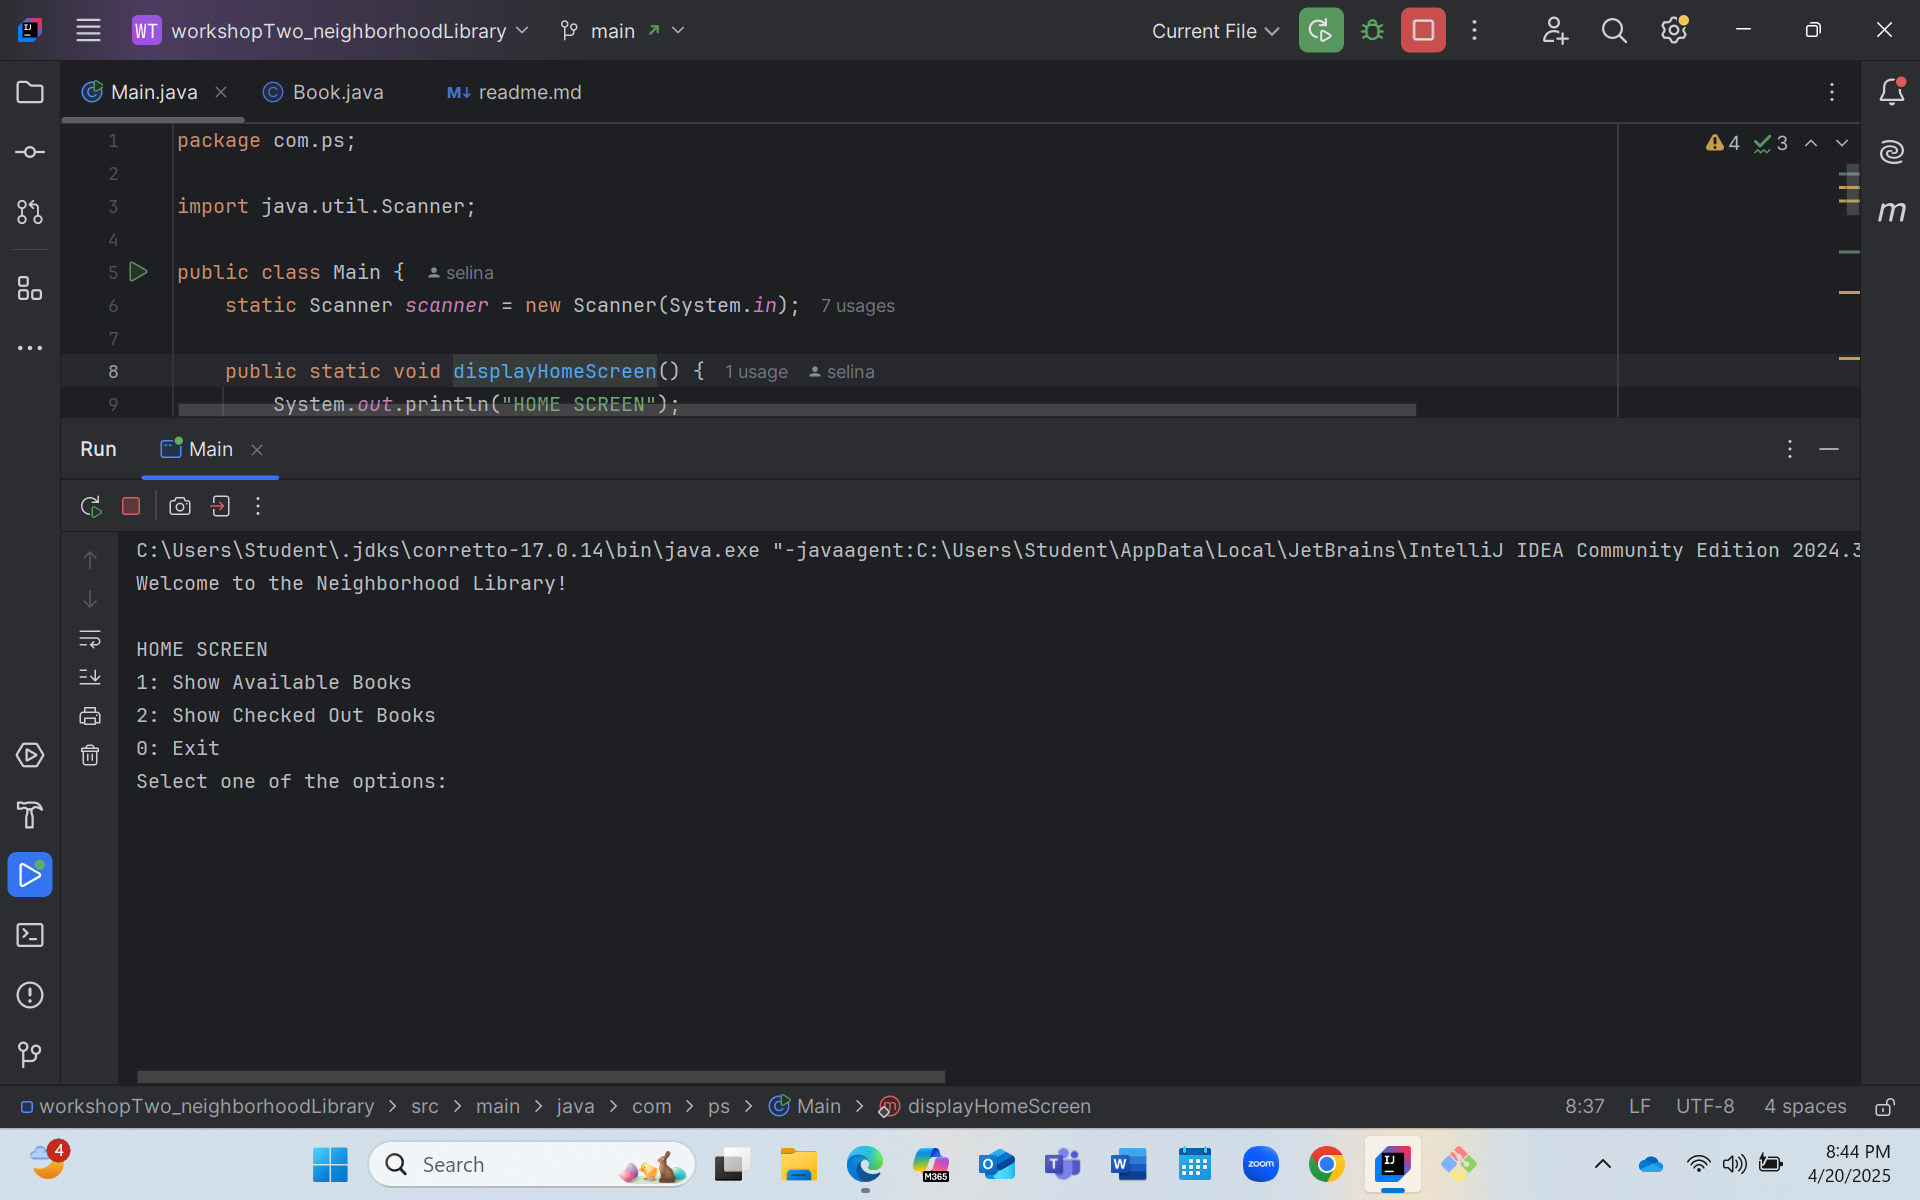 WT workshopTwo_neighborhoodLibrary main Current File
Main.java Book.java M↓ readme.md
1 package com.ps; 4 3
2
3 import java.util.Scanner;
4
5 public class Main { selina
6 static Scanner scanner = new Scanner(System.in); 7 usages
7
8 public static void displayHomeScreen() { 1 usage selina
9 System.out.println("HOME SCREEN");
Run Main
C:\Users\Student\.jdks\corretto-17.0.14\bin\java.exe "-javaagent:C:\Users\Student\AppData\Local\JetBrains\IntelliJ IDEA Community Edition 2024.3
Welcome to the Neighborhood Library!
HOME SCREEN
1: Show Available Books
2: Show Checked Out Books
0: Exit
Select one of the options:
workshopTwo_neighborhoodLibrary > src > main > java > com > ps > Main > displayHomeScreen 8:37 LF UTF-8 4 spaces
4 Search M365 zoom 8:44 PM
4/20/2025